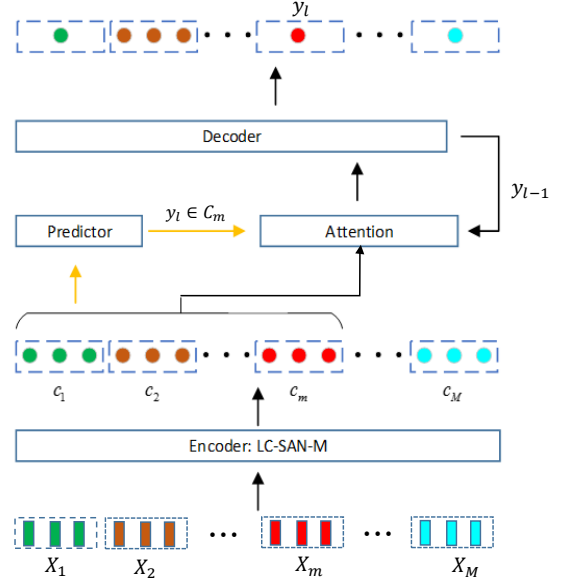 y_l
Decoder
y_{l-1}
y_l ∈ C_m
Predictor
Attention
c_1 c_2 c_m c_M
Encoder: LC-SAN-M
X_1 X_2 X_m X_M